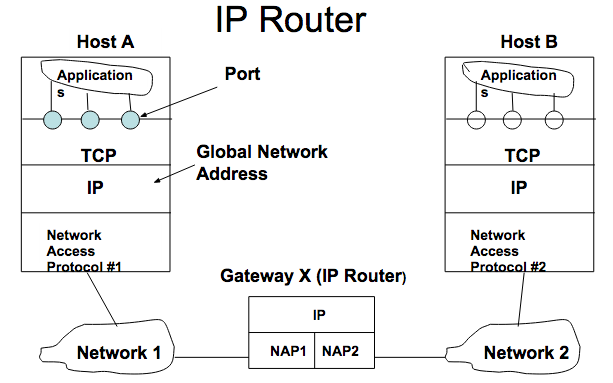 IP Router
Host A
Host B
Application
s
Port
Application
s
TCP
Global Network
Address
TCP
IP
IP
Network
Access
Protocol #1
Network
Access
Protocol #2
Gateway X (IP Router)
IP
NAP1
NAP2
Network 1
Network 2